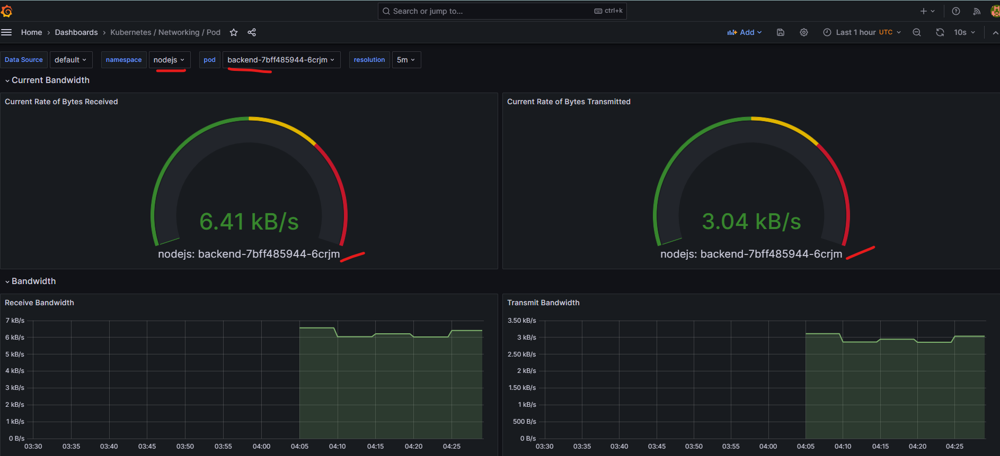 Search or jump to...
ctrl+k
Home › Dashboards › Kubernetes / Networking / Pod
Add
Last 1 hour UTC
10s
Data Source default namespace nodejs pod backend-7bff485944-6crjm resolution 5m
Current Bandwidth
Current Rate of Bytes Received
6.41 kB/s
nodejs: backend-7bff485944-6crjm
Current Rate of Bytes Transmitted
3.04 kB/s
nodejs: backend-7bff485944-6crjm
Bandwidth
Receive Bandwidth
7 kB/s
6 kB/s
5 kB/s
4 kB/s
3 kB/s
2 kB/s
1 kB/s
0 B/s
03:30 03:35 03:40 03:45 03:50 03:55 04:00 04:05 04:10 04:15 04:20 04:25
Transmit Bandwidth
3.50 kB/s
3 kB/s
2.50 kB/s
2 kB/s
1.50 kB/s
1 kB/s
500 B/s
0 B/s
03:30 03:35 03:40 03:45 03:50 03:55 04:00 04:05 04:10 04:15 04:20 04:25